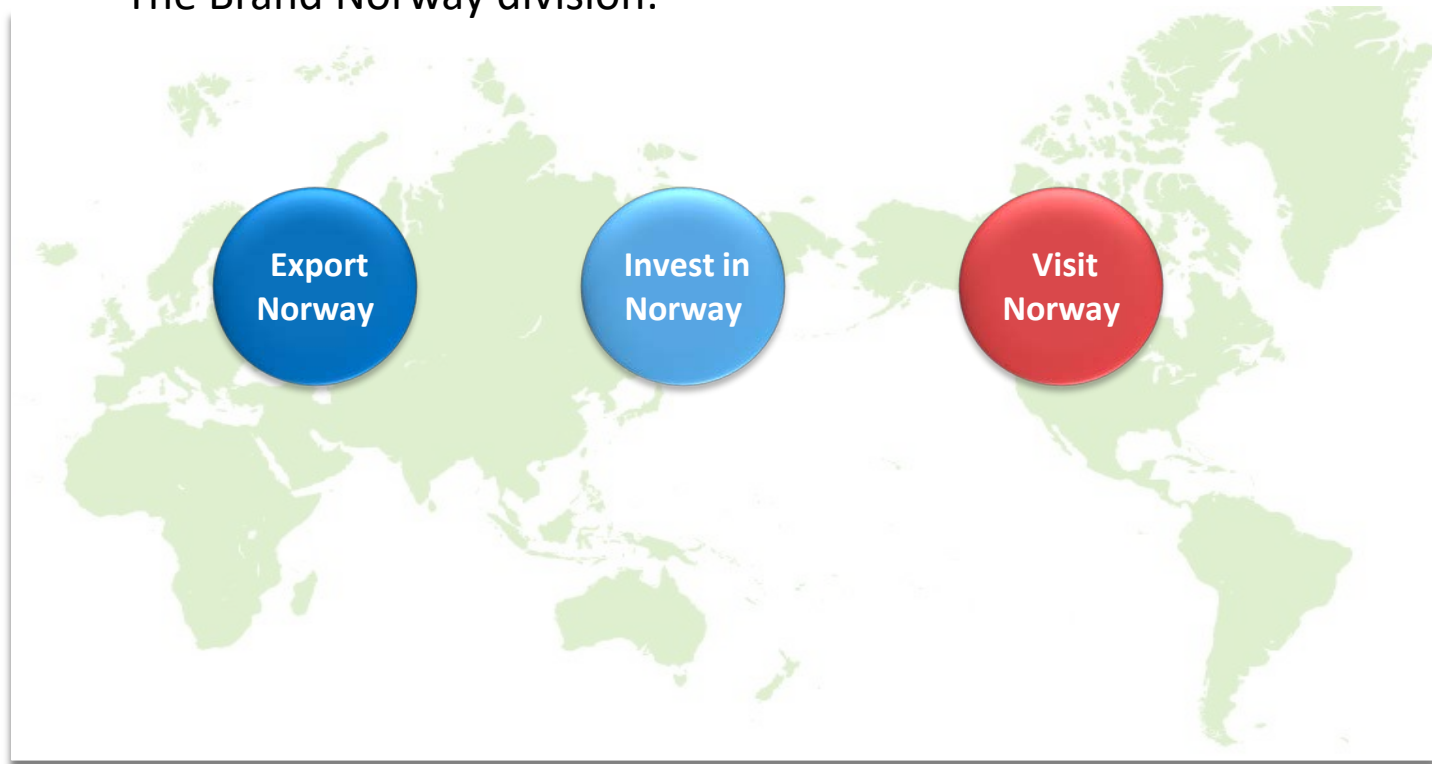 The Brand Norway division:
Export
Norway
Invest in
Norway
Visit
Norway